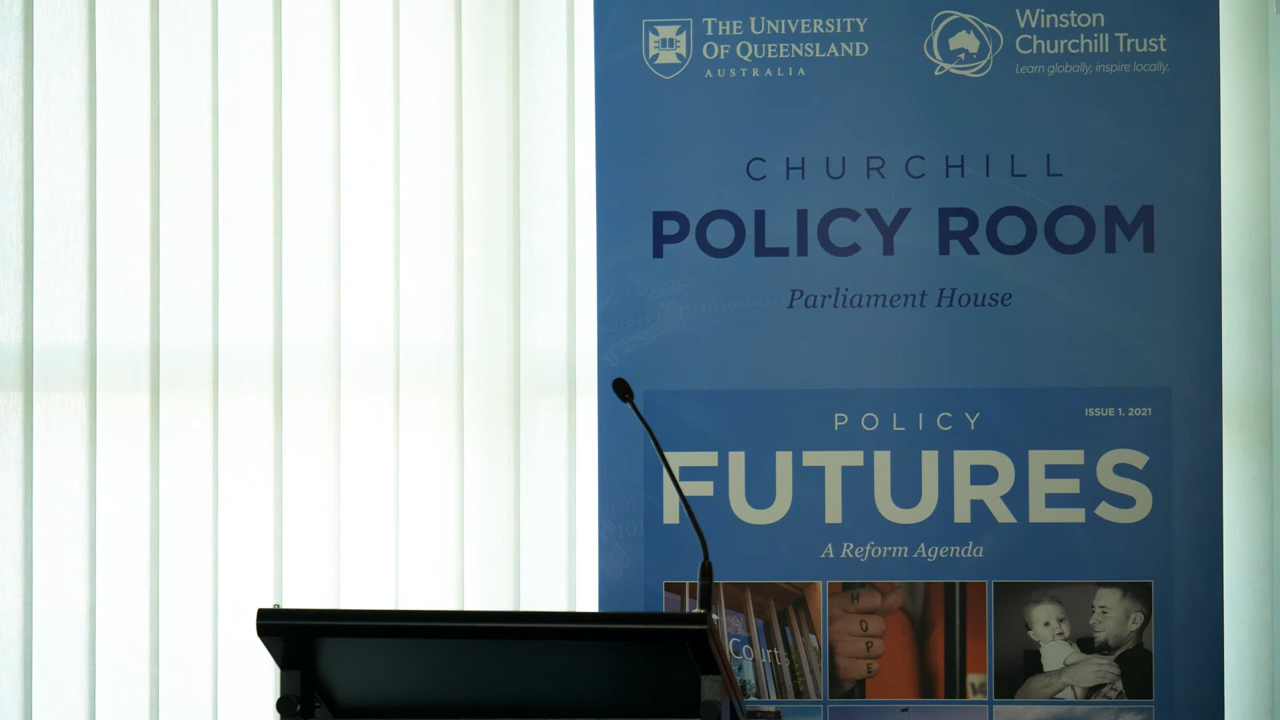 THE UNIVERSITY
OF QUEENSLAND
AUSTRALIA
Winston
Churchill Trust
Learn globally, inspire locally.
CHURCHILL
POLICY ROOM
Parliament House
POLICY
ISSUE 1. 2021
FUTURES
A Reform Agenda
Courts
HOPE